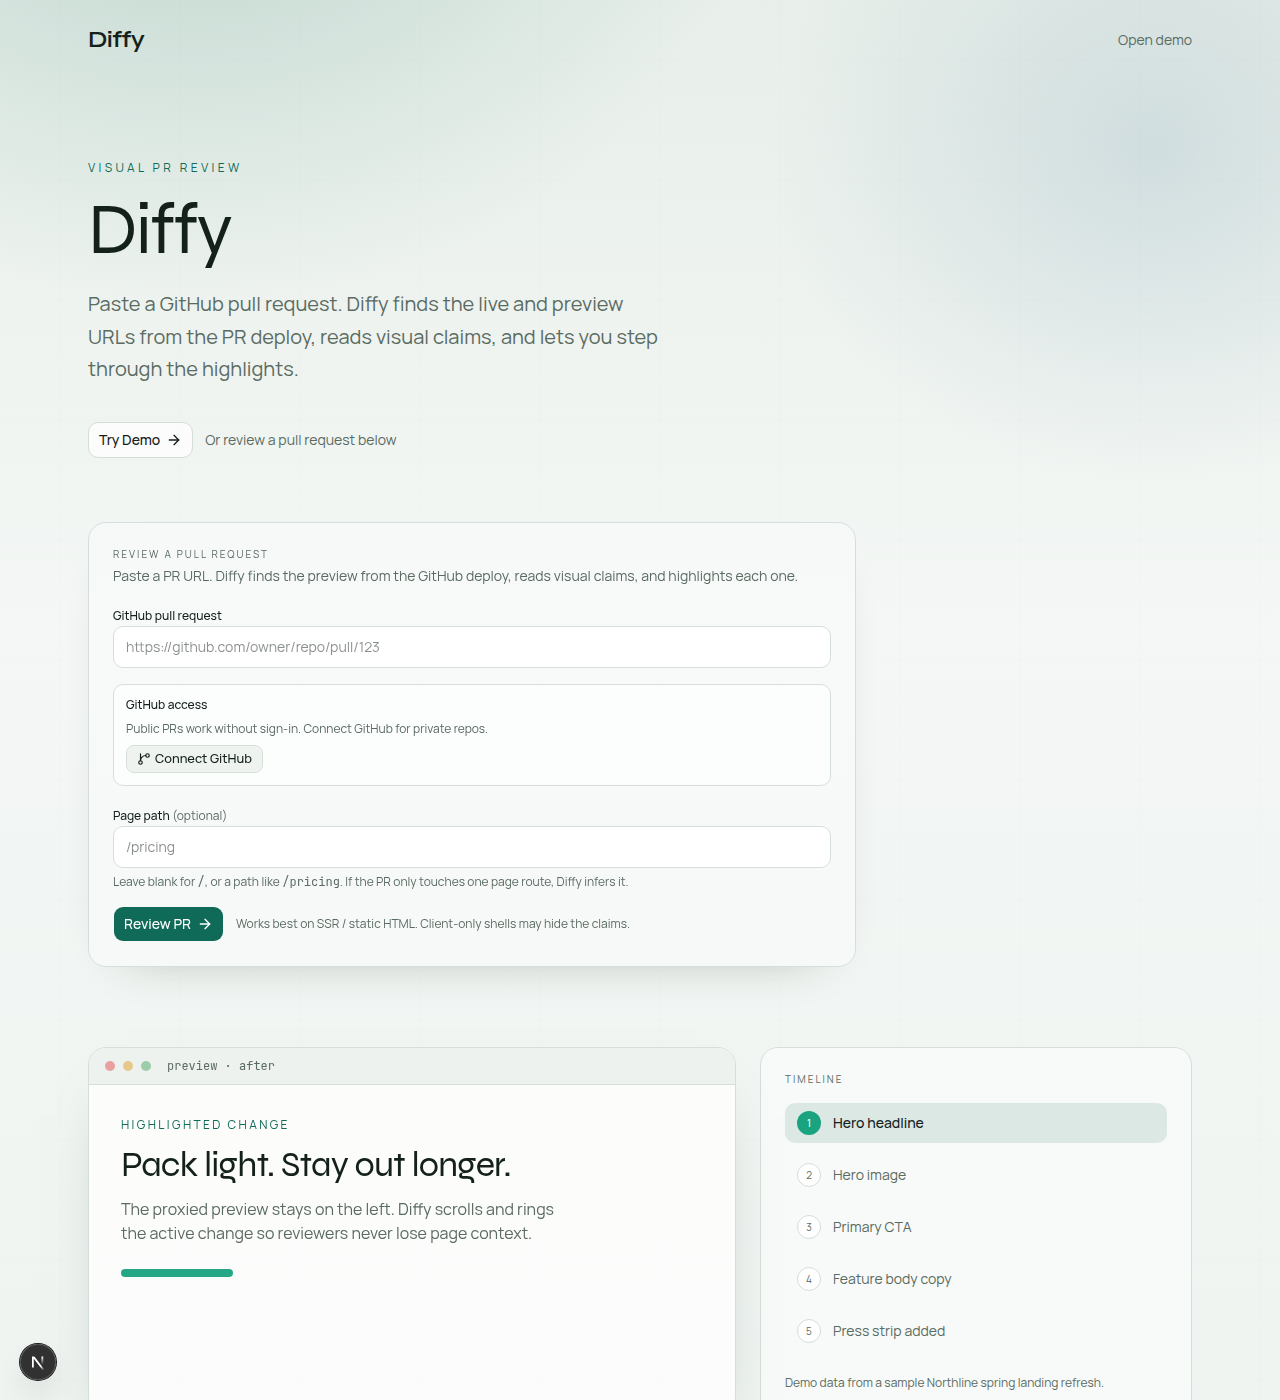 Diffy
Open demo
VISUAL PR REVIEW
Diffy
Paste a GitHub pull request. Diffy finds the live and preview
URLs from the PR deploy, reads visual claims, and lets you step
through the highlights.
Try Demo →
Or review a pull request below
REVIEW A PULL REQUEST
Paste a PR URL. Diffy finds the preview from the GitHub deploy, reads visual claims, and highlights each one.
GitHub pull request
https://github.com/owner/repo/pull/123
GitHub access
Public PRs work without sign-in. Connect GitHub for private repos.
Connect GitHub
Page path (optional)
/pricing
Leave blank for /, or a path like /pricing. If the PR only touches one page route, Diffy infers it.
Review PR →
Works best on SSR / static HTML. Client-only shells may hide the claims.
preview · after
HIGHLIGHTED CHANGE
Pack light. Stay out longer.
The proxied preview stays on the left. Diffy scrolls and rings
the active change so reviewers never lose page context.
TIMELINE
1 Hero headline
2 Hero image
3 Primary CTA
4 Feature body copy
5 Press strip added
Demo data from a sample Northline spring landing refresh.
N